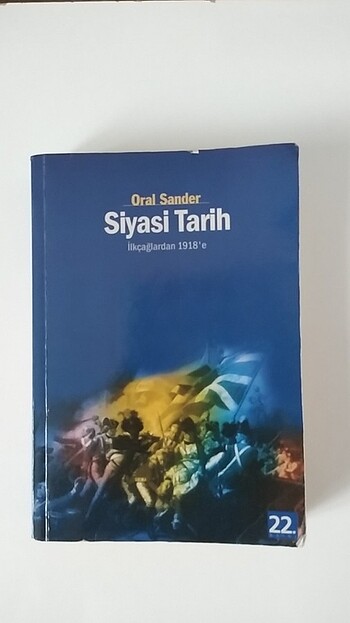 Oral Sander
Siyasi Tarih
İlkçağlardan 1918'e
22.